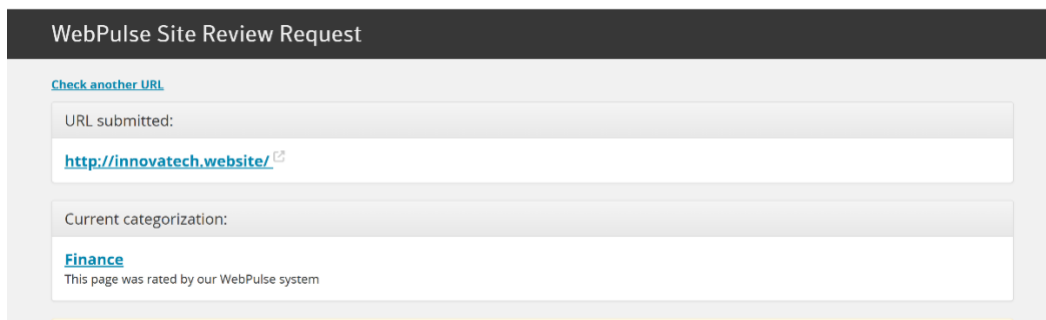 WebPulse Site Review Request
Check another URL
URL submitted:
http://innovatech.website/
Current categorization:
Finance
This page was rated by our WebPulse system